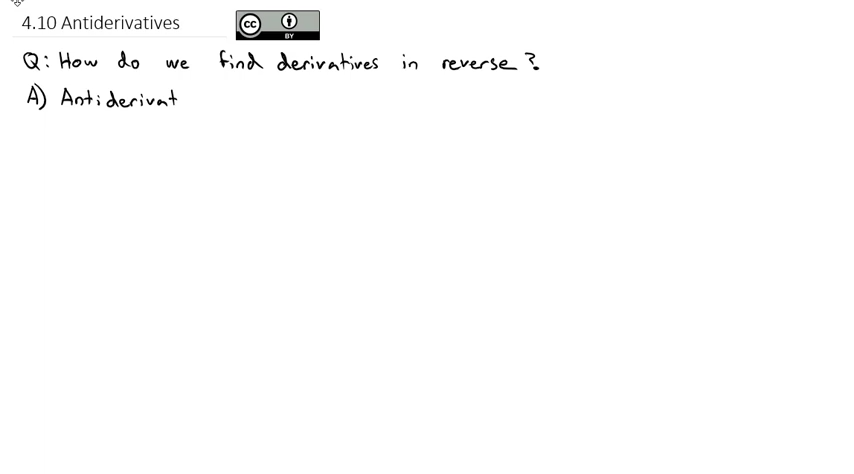 4.10 Antiderivatives
cc BY
Q: How do we find derivatives in reverse?
A) Antiderivat